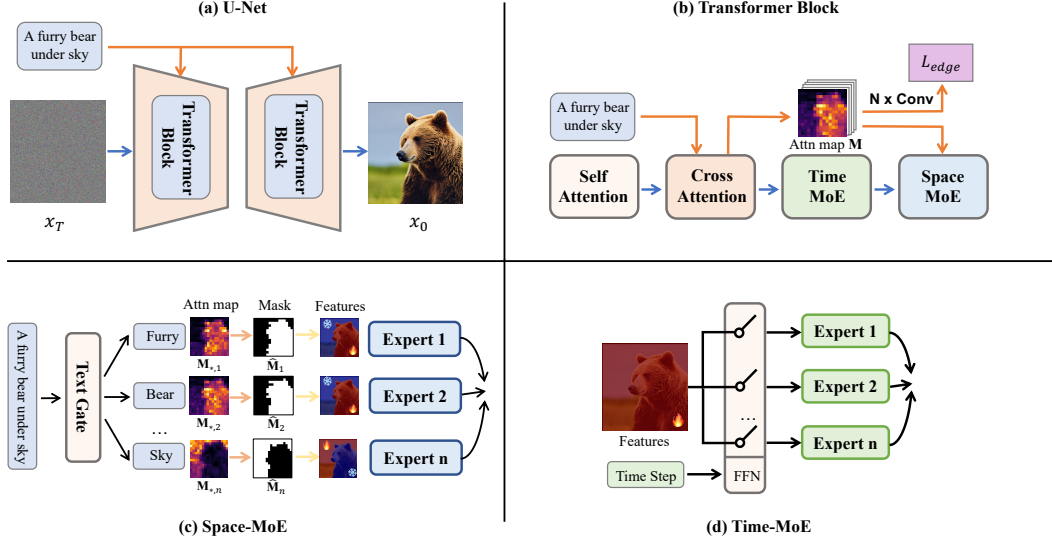 (a) U-Net
A furry bear
under sky
Transformer
Block
Transformer
Block
x_T
x_0
(b) Transformer Block
L_edge
A furry bear
under sky
N x Conv
Attn map M
Self
Attention
Cross
Attention
Time
MoE
Space
MoE
A furry bear under sky
Text Gate
Attn map
Mask
Features
Furry
M_{*,1}
M̂_1
Expert 1
Bear
M_{*,2}
M̂_2
Expert 2
...
Sky
M_{*,n}
M̂_n
Expert n
(c) Space-MoE
Features
Time Step
FFN
...
Expert 1
Expert 2
Expert n
(d) Time-MoE